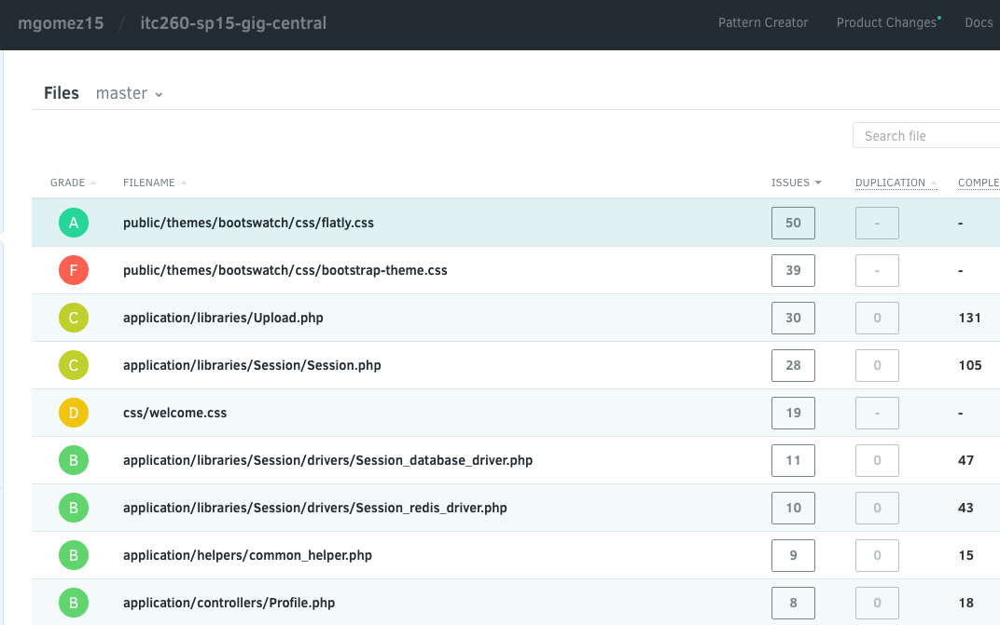 mgomez15 / itc260-sp15-gig-central Pattern Creator Product Changes Docs
Files master
Search file
GRADE FILENAME ISSUES DUPLICATION COMPLE
A public/themes/bootswatch/css/flatly.css 50 - -
F public/themes/bootswatch/css/bootstrap-theme.css 39 - -
C application/libraries/Upload.php 30 0 131
C application/libraries/Session/Session.php 28 0 105
D css/welcome.css 19 - -
B application/libraries/Session/drivers/Session_database_driver.php 11 0 47
B application/libraries/Session/drivers/Session_redis_driver.php 10 0 43
B application/helpers/common_helper.php 9 0 15
B application/controllers/Profile.php 8 0 18